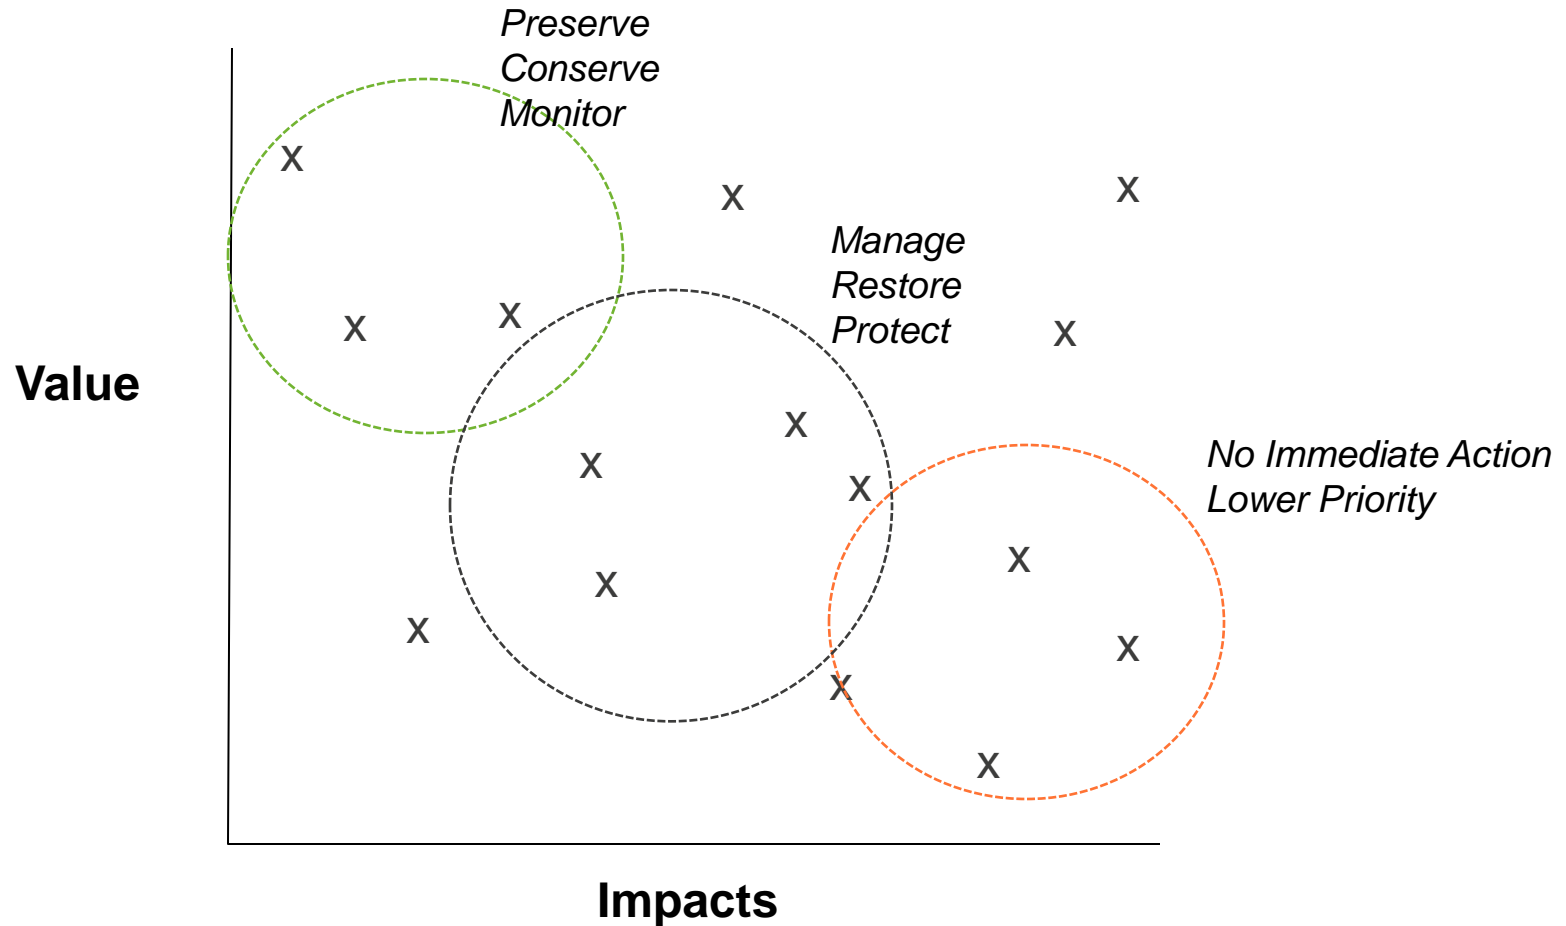 Preserve
Conserve
Monitor
x
x
x
Manage
Restore
Protect
x
x
x
x
Value
x
No Immediate Action
Lower Priority
x
x
x
x
x
x
x
x
Impacts